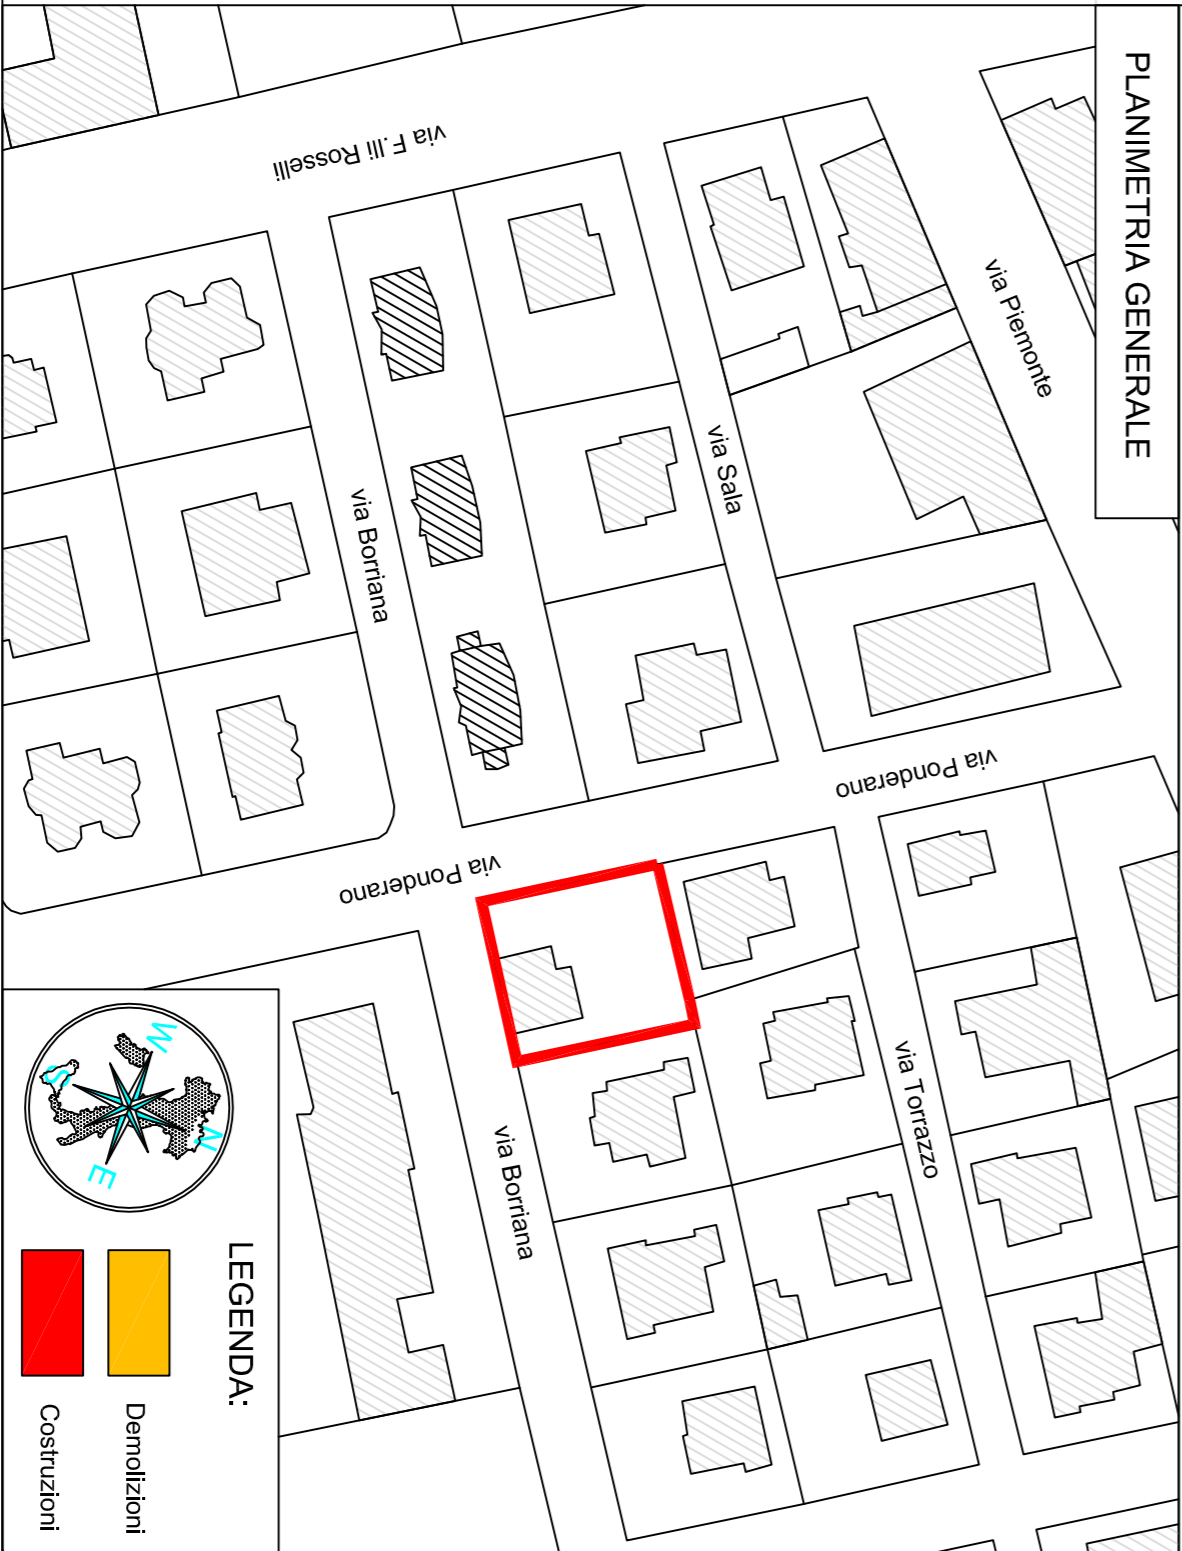 PLANIMETRIA GENERALE
via Piemonte
via F.lli Rosselli
via Sala
via Borriana
via Ponderano
via Ponderano
via Torrazzo
via Borriana
N
W
S
E
LEGENDA:
Demolizioni
Costruzioni